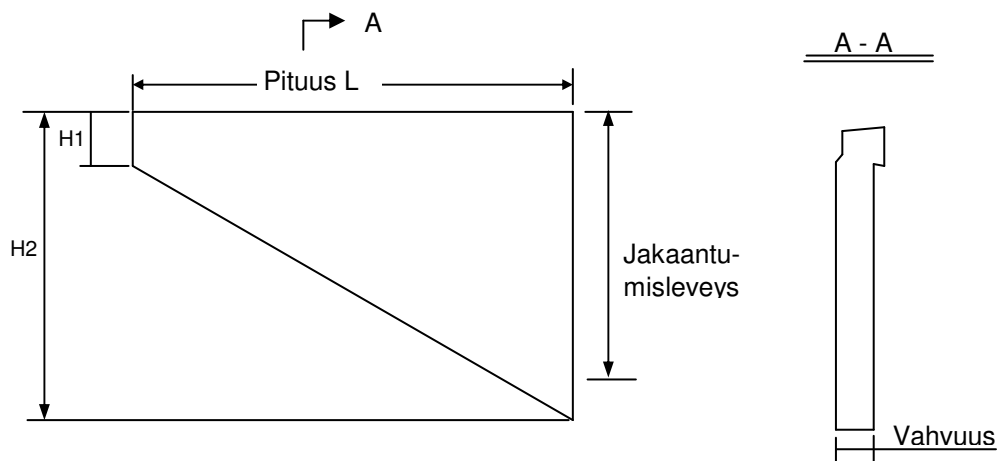 A
A - A
Pituus L
H1
H2
Jakaantu-
misleveys
Vahvuus